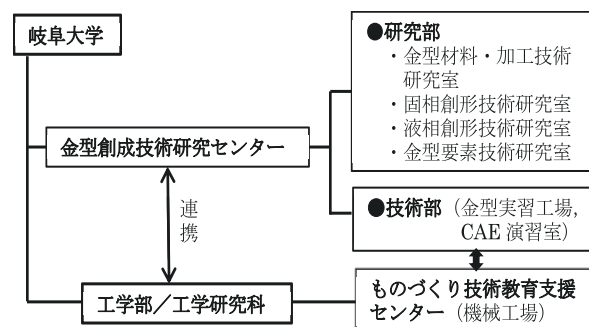 岐阜大学
●研究部
・金型材料・加工技術
研究室
・固相創形技術研究室
・液相創形技術研究室
・金型要素技術研究室
金型創成技術研究センター
連
携
●技術部（金型実習工場,
CAE 演習室）
工学部／工学研究科
ものづくり技術教育支援
センター（機械工場）